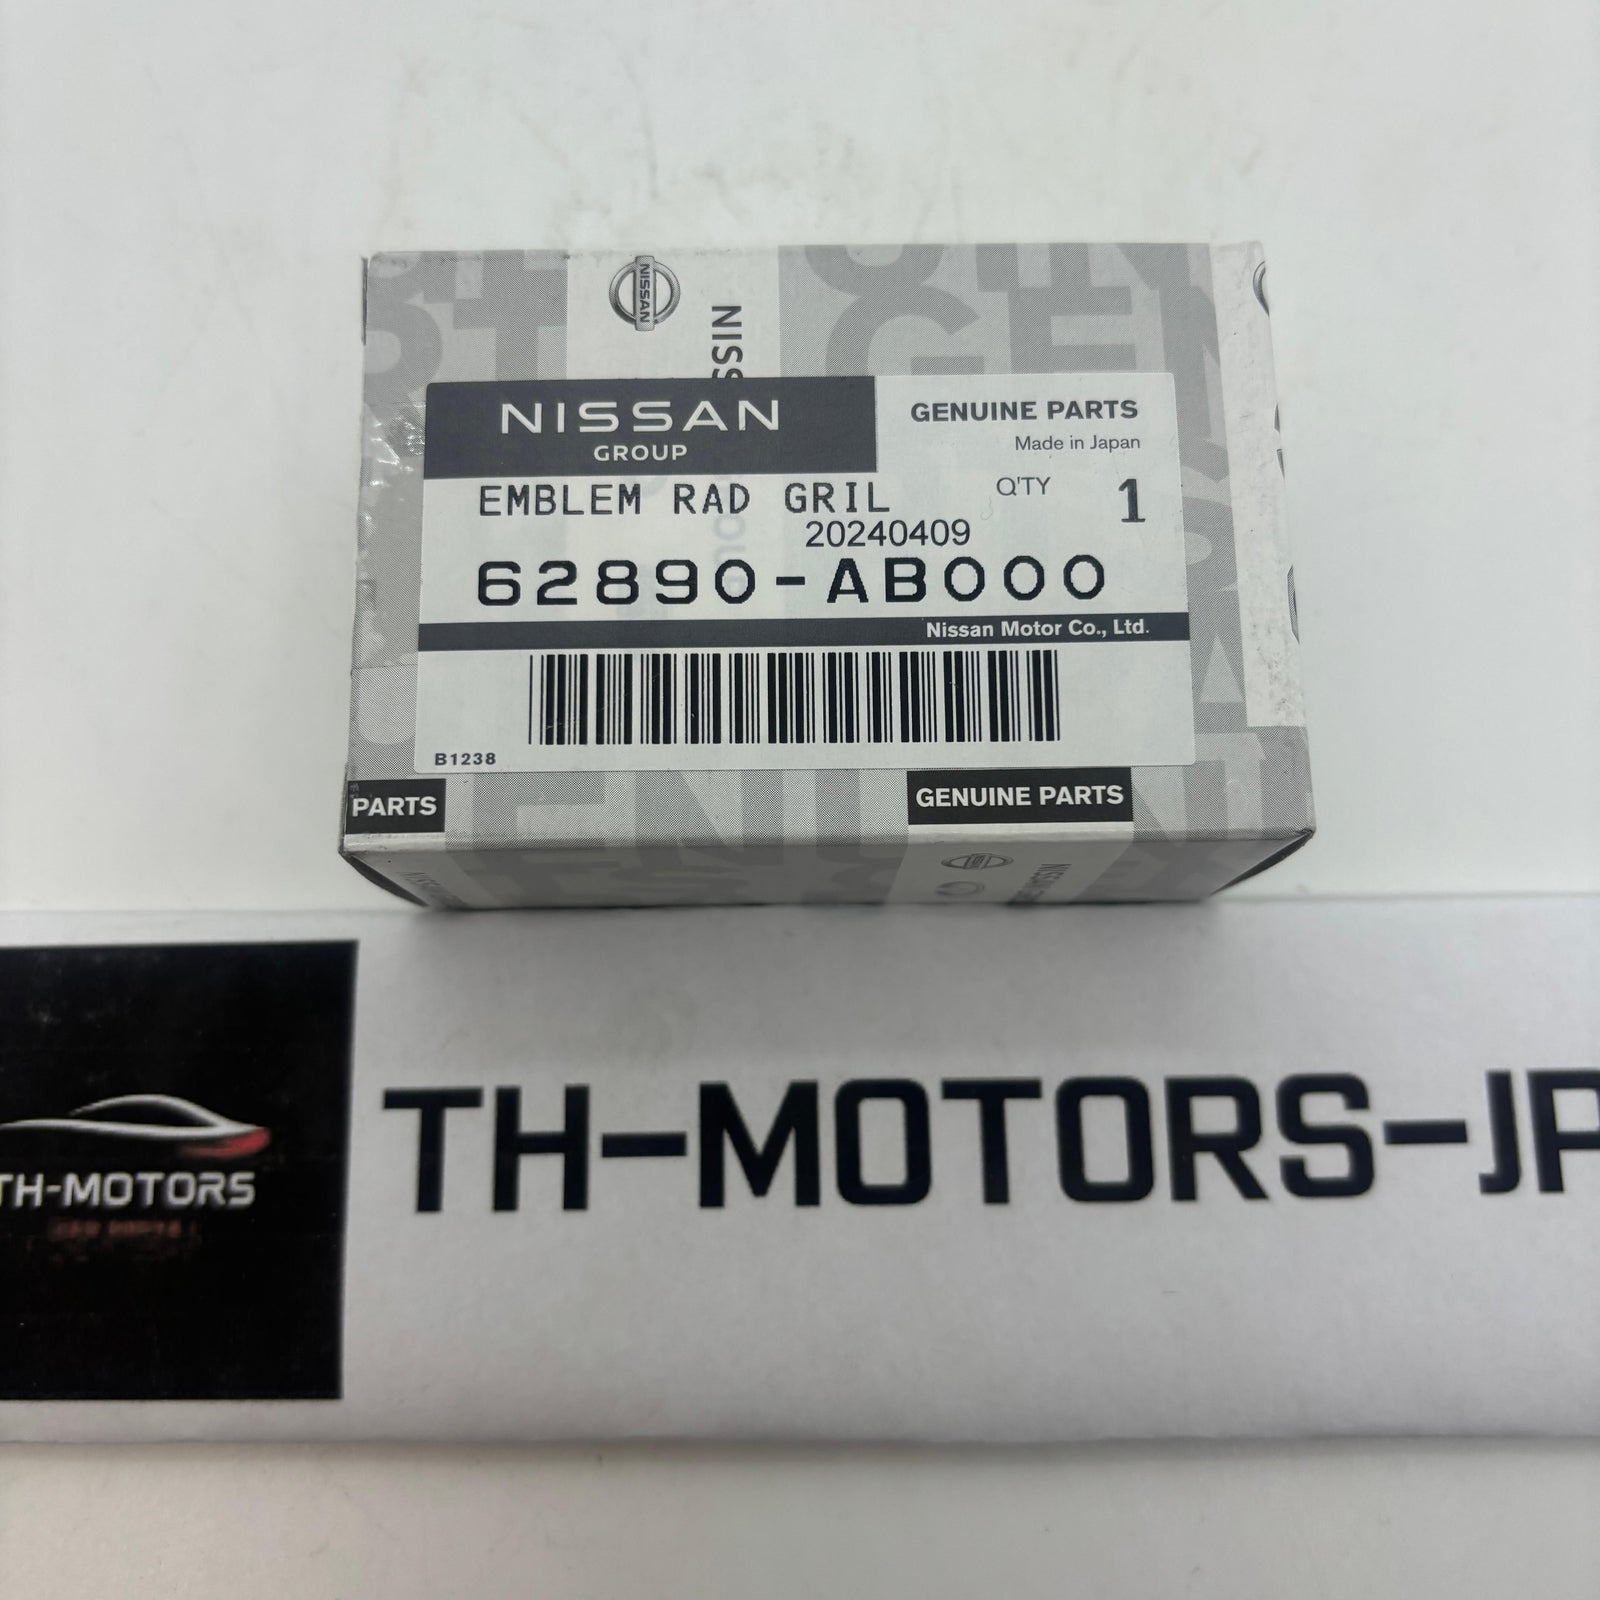 NISSAN
NISS
NISSAN
GROUP
GENUINE PARTS
Made in Japan
EMBLEM RAD GRIL
Q'TY
1
20240409
62890-AB000
Nissan Motor Co., Ltd.
B1238
PARTS
GENUINE PARTS
TH-MOTORS
TH-MOTORS-JP